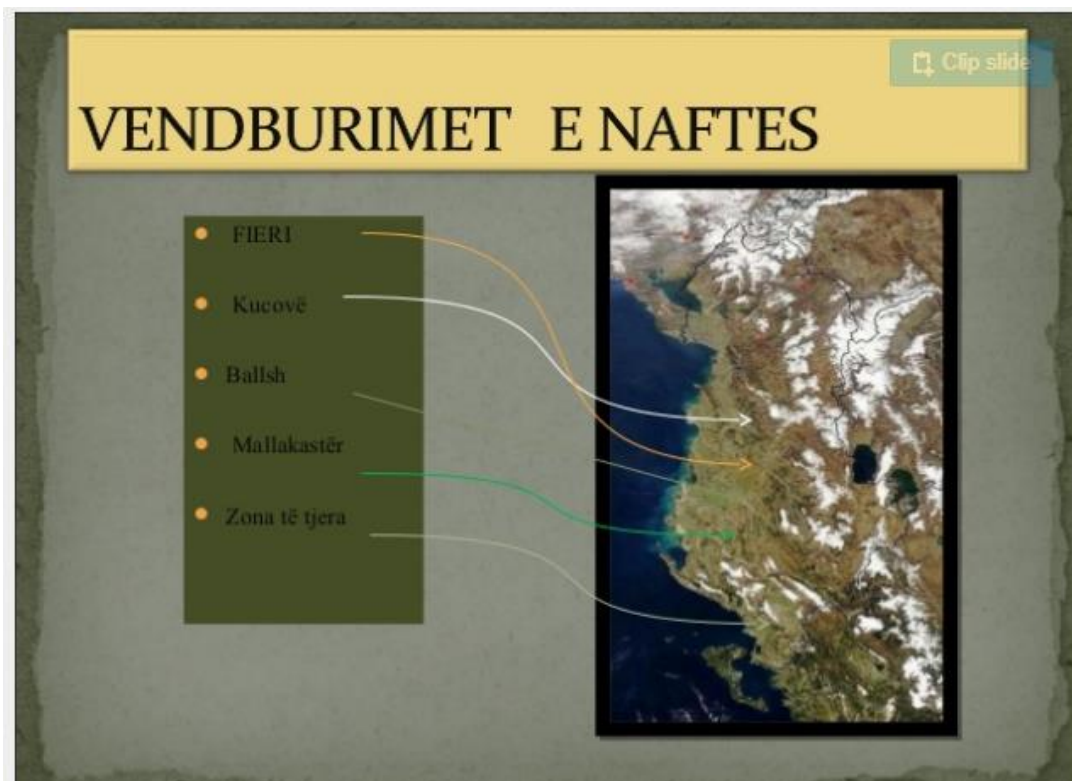 Clip slide
VENDBURIMET E NAFTES
FIERI
Kucovë
Ballsh
Mallakastër
Zona të tjera